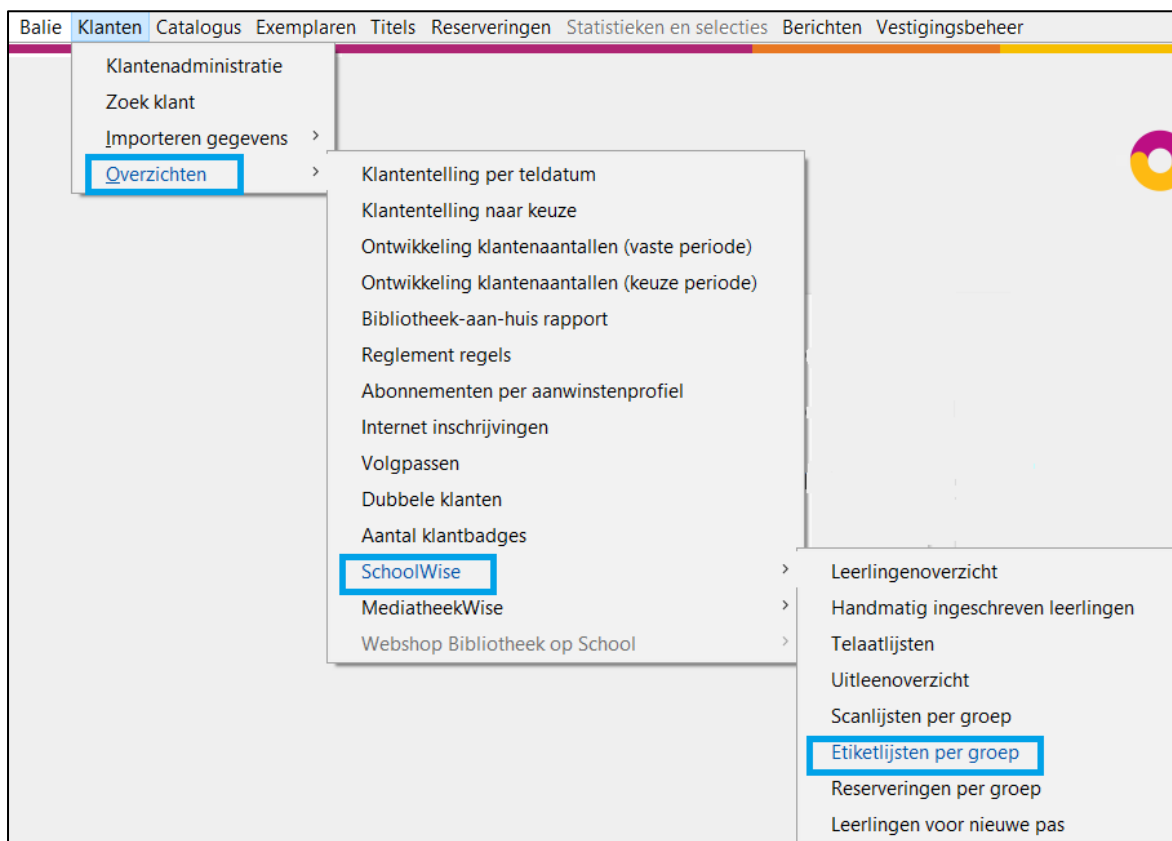 Balie Klanten Catalogus Exemplaren Titels Reserveringen Statistieken en selecties Berichten Vestigingsbeheer
Klantenadministratie
Zoek klant
Importeren gegevens
Overzichten
Klantentelling per teldatum
Klantentelling naar keuze
Ontwikkeling klantenaantallen (vaste periode)
Ontwikkeling klantenaantallen (keuze periode)
Bibliotheek-aan-huis rapport
Reglement regels
Abonnementen per aanwinstenprofiel
Internet inschrijvingen
Volgpassen
Dubbele klanten
Aantal klantbadges
SchoolWise
MediatheekWise
Webshop Bibliotheek op School
Leerlingenoverzicht
Handmatig ingeschreven leerlingen
Telaatlijsten
Uitleenoverzicht
Scanlijsten per groep
Etiketlijsten per groep
Reserveringen per groep
Leerlingen voor nieuwe pas